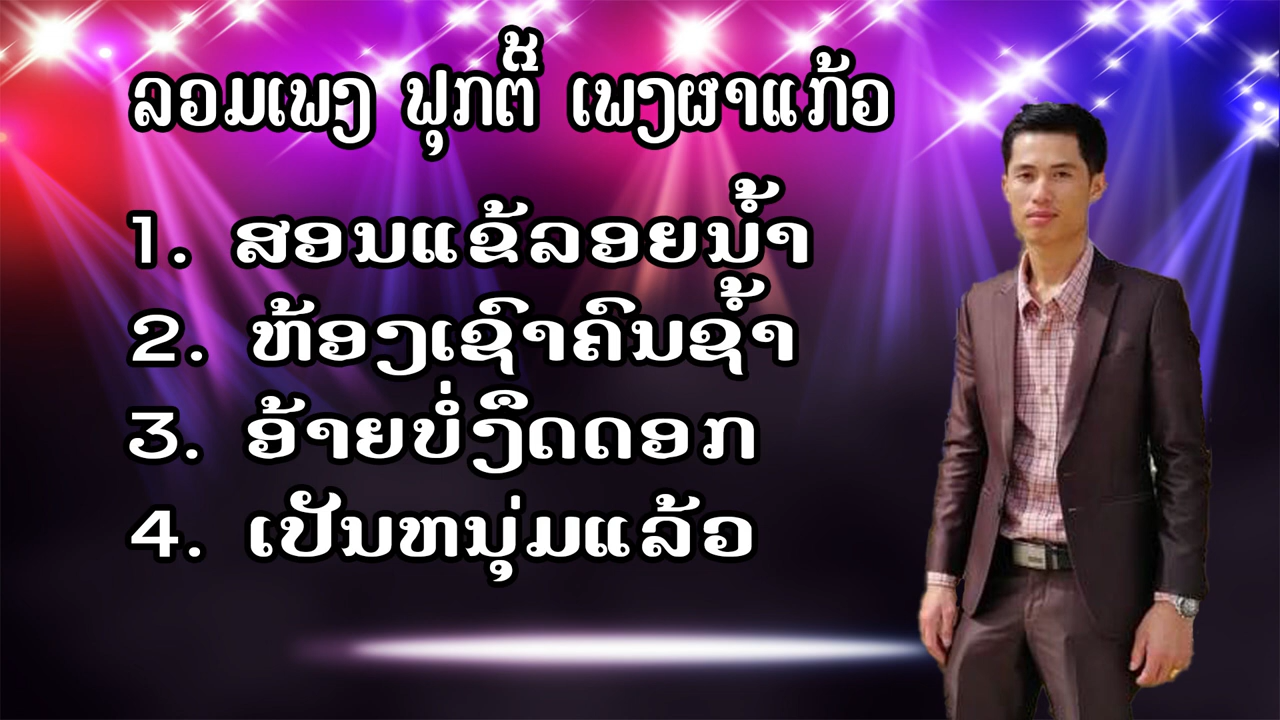 ລວມເພງ ຟຸກຕີ້ ເພງຜາແກ້ວ
1. ສອນແຂ້ລອຍນ້ຳ
2. ຫ້ອງເຊົາຄົນຊ້ຳ
3. ອ້າຍບໍ່ງຶດດອກ
4. ເປັນຫນຸ່ມແລ້ວ